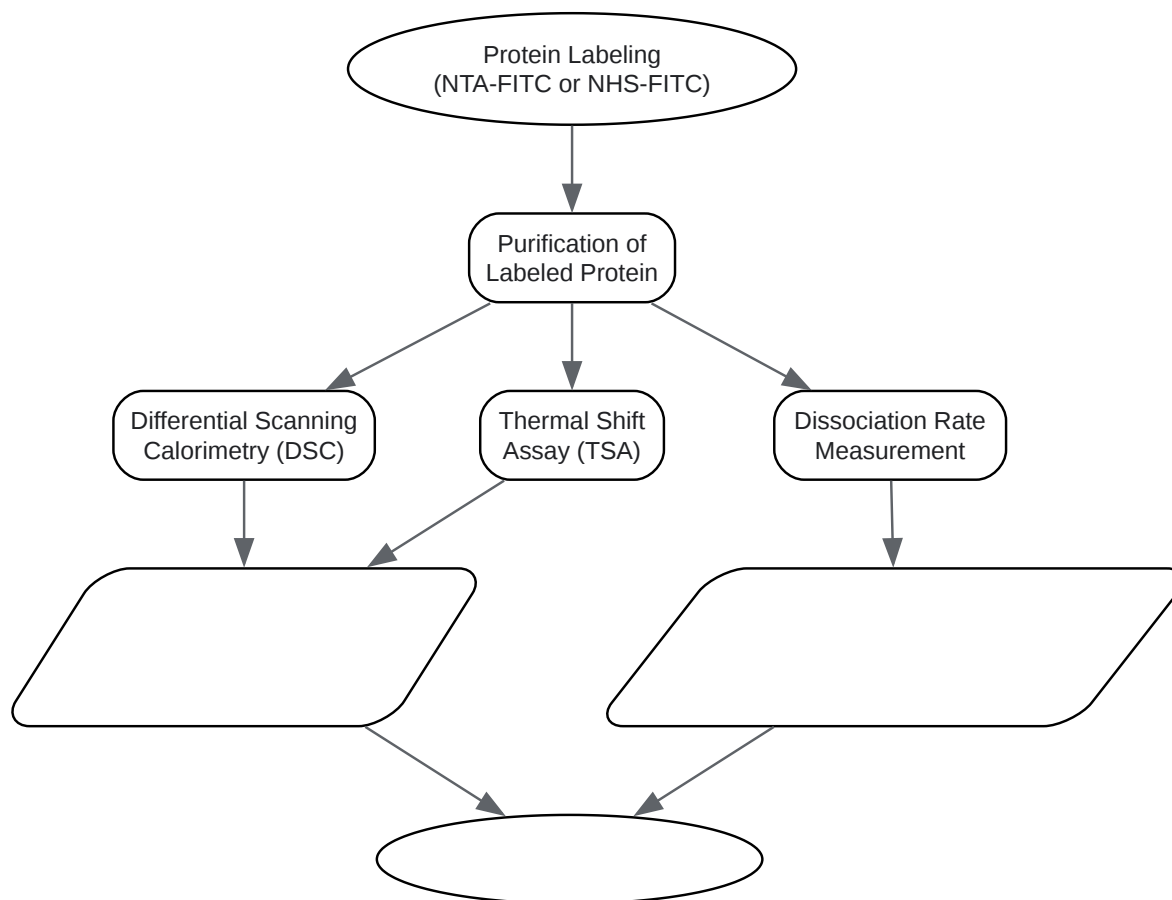 Protein Labeling
(NTA-FITC or NHS-FITC)
Purification of
Labeled Protein
Differential Scanning
Calorimetry (DSC)
Thermal Shift
Assay (TSA)
Dissociation Rate
Measurement